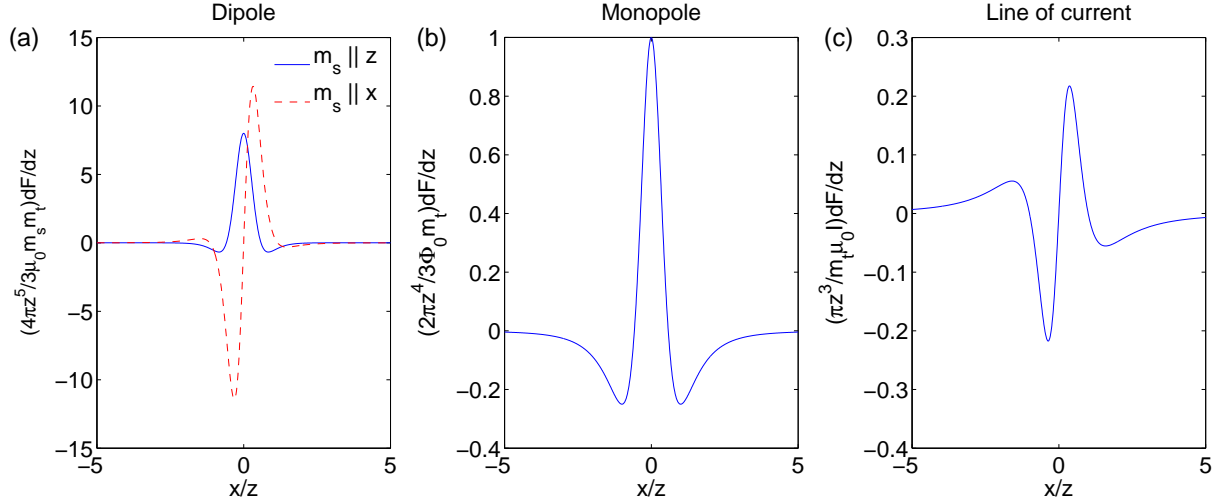 Dipole
(a)
15
10
5
0
−5
−10
−15
−5
0
5
x/z
(4πz^5/3μ_0m_sm_t)dF/dz
m_s || z
m_s || x
Monopole
(b)
1
0.8
0.6
0.4
0.2
0
−0.2
−0.4
−5
0
5
x/z
(2πz^4/3Φ_0m_t)dF/dz
Line of current
(c)
0.3
0.2
0.1
0
−0.1
−0.2
−0.3
−0.4
−5
0
5
x/z
(πz^3/m_tμ_0I)dF/dz